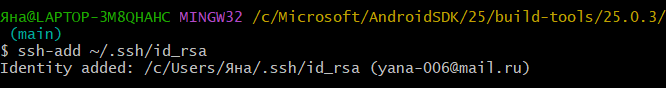 Яна@LAPTOP-3M8QHAHC MINGW32 /c/Microsoft/AndroidSDK/25/build-tools/25.0.3/
(main)
$ ssh-add ~/.ssh/id_rsa
Identity added: /c/Users/Яна/.ssh/id_rsa (yana-006@mail.ru)